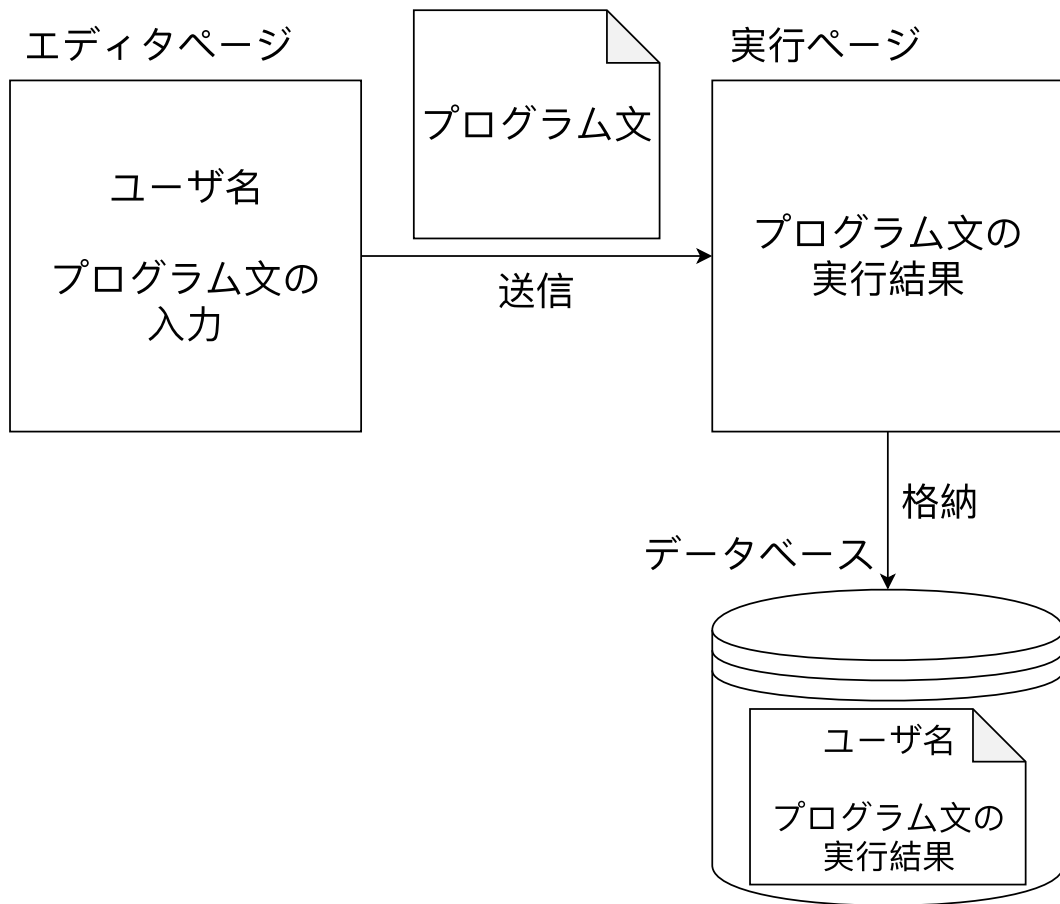 エディタページ
ユーザ名
プログラム文の
入力
プログラム文
送信
実行ページ
プログラム文の
実行結果
格納
データベース
ユーザ名
プログラム文の
実行結果